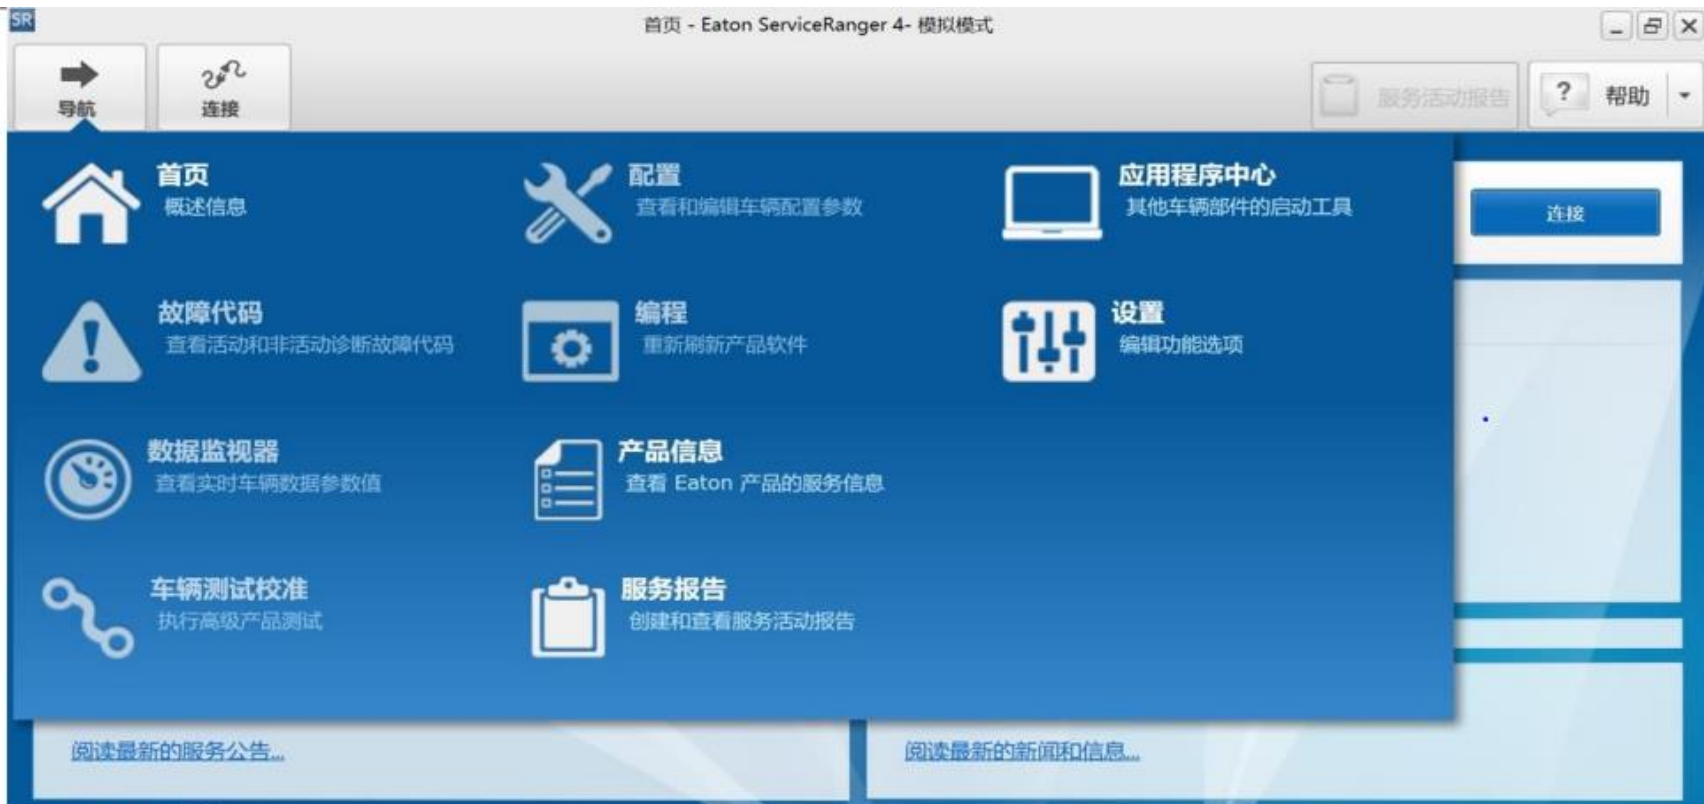 SR
首页 - Eaton ServiceRanger 4- 模拟模式
导航
连接
服务活动报告
? 帮助
首页
概述信息
配置
查看和编辑车辆配置参数
应用程序中心
其他车辆部件的启动工具
连接
故障代码
查看活动和非活动诊断故障代码
编程
重新刷新产品软件
设置
编辑功能选项
数据监视器
查看实时车辆数据参数值
产品信息
查看 Eaton 产品的服务信息
车辆测试校准
执行高级产品测试
服务报告
创建和查看服务活动报告
阅读最新的服务公告...
阅读最新的新闻和信息...